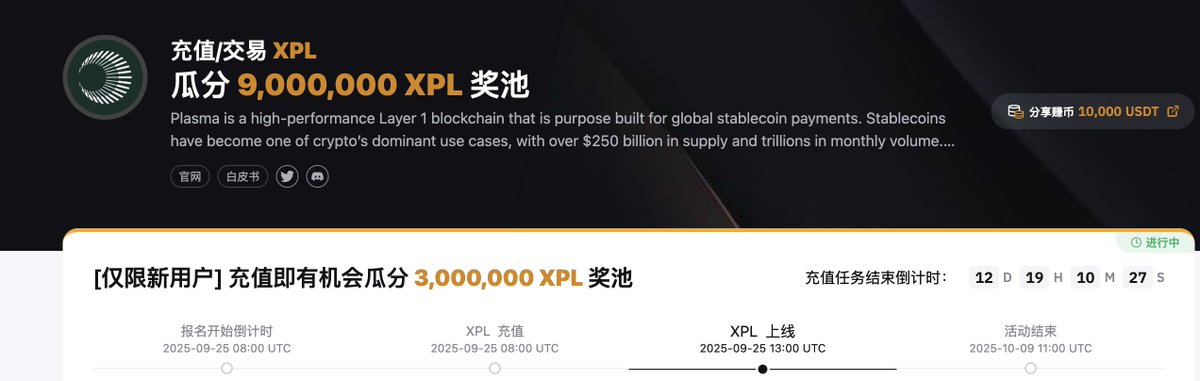 充值/交易 XPL
瓜分 9,000,000 XPL 奖池
Plasma is a high-performance Layer 1 blockchain that is purpose built for global stablecoin payments. Stablecoins
have become one of crypto's dominant use cases, with over $250 billion in supply and trillions in monthly volume....
分享赚币 10,000 USDT
官网 白皮书
进行中
[仅限新用户] 充值即有机会瓜分 3,000,000 XPL 奖池
充值任务结束倒计时: 12 D 19 H 10 M 27 S
报名开始倒计时
2025-09-25 08:00 UTC
XPL 充值
2025-09-25 08:00 UTC
XPL 上线
2025-09-25 13:00 UTC
活动结束
2025-10-09 11:00 UTC